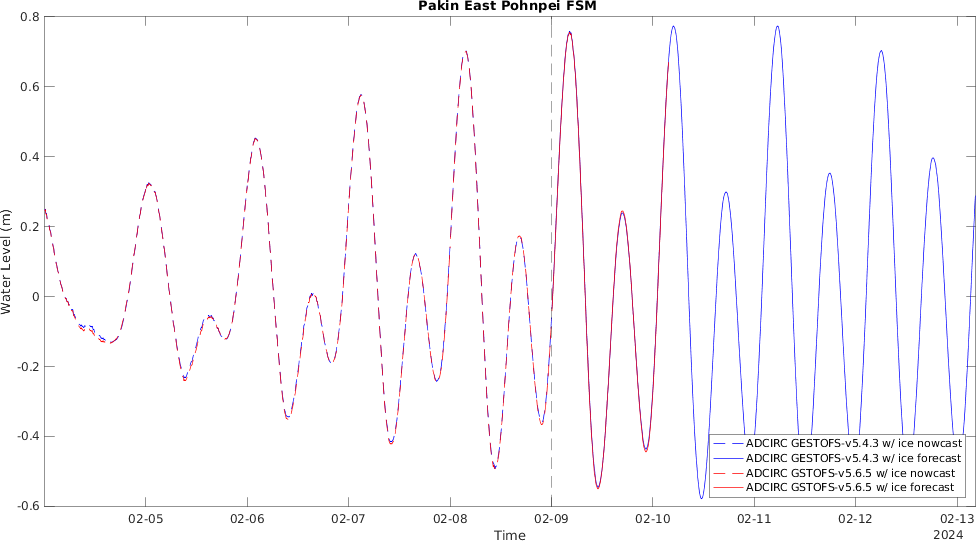 Pakin East Pohnpei FSM
0.8
0.6
0.4
0.2
0
-0.2
-0.4
-0.6
Water Level (m)
ADCIRC GESTOFS-v5.4.3 w/ ice nowcast
ADCIRC GESTOFS-v5.4.3 w/ ice forecast
ADCIRC GSTOFS-v5.6.5 w/ ice nowcast
ADCIRC GSTOFS-v5.6.5 w/ ice forecast
02-05 02-06 02-07 02-08 02-09 02-10 02-11 02-12 02-13
Time
2024